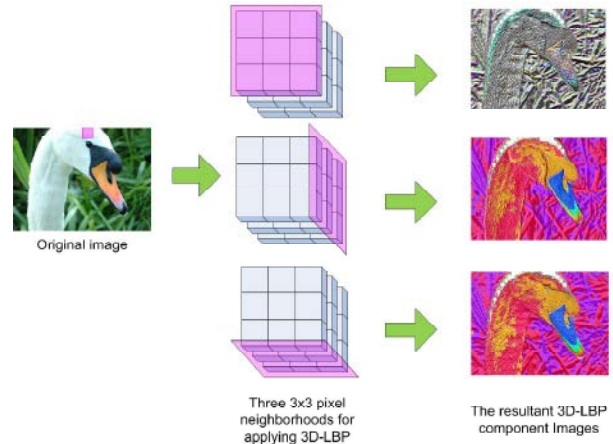 Original image
Three 3x3 pixel
neighborhoods for
applying 3D-LBP
The resultant 3D-LBP
component Images